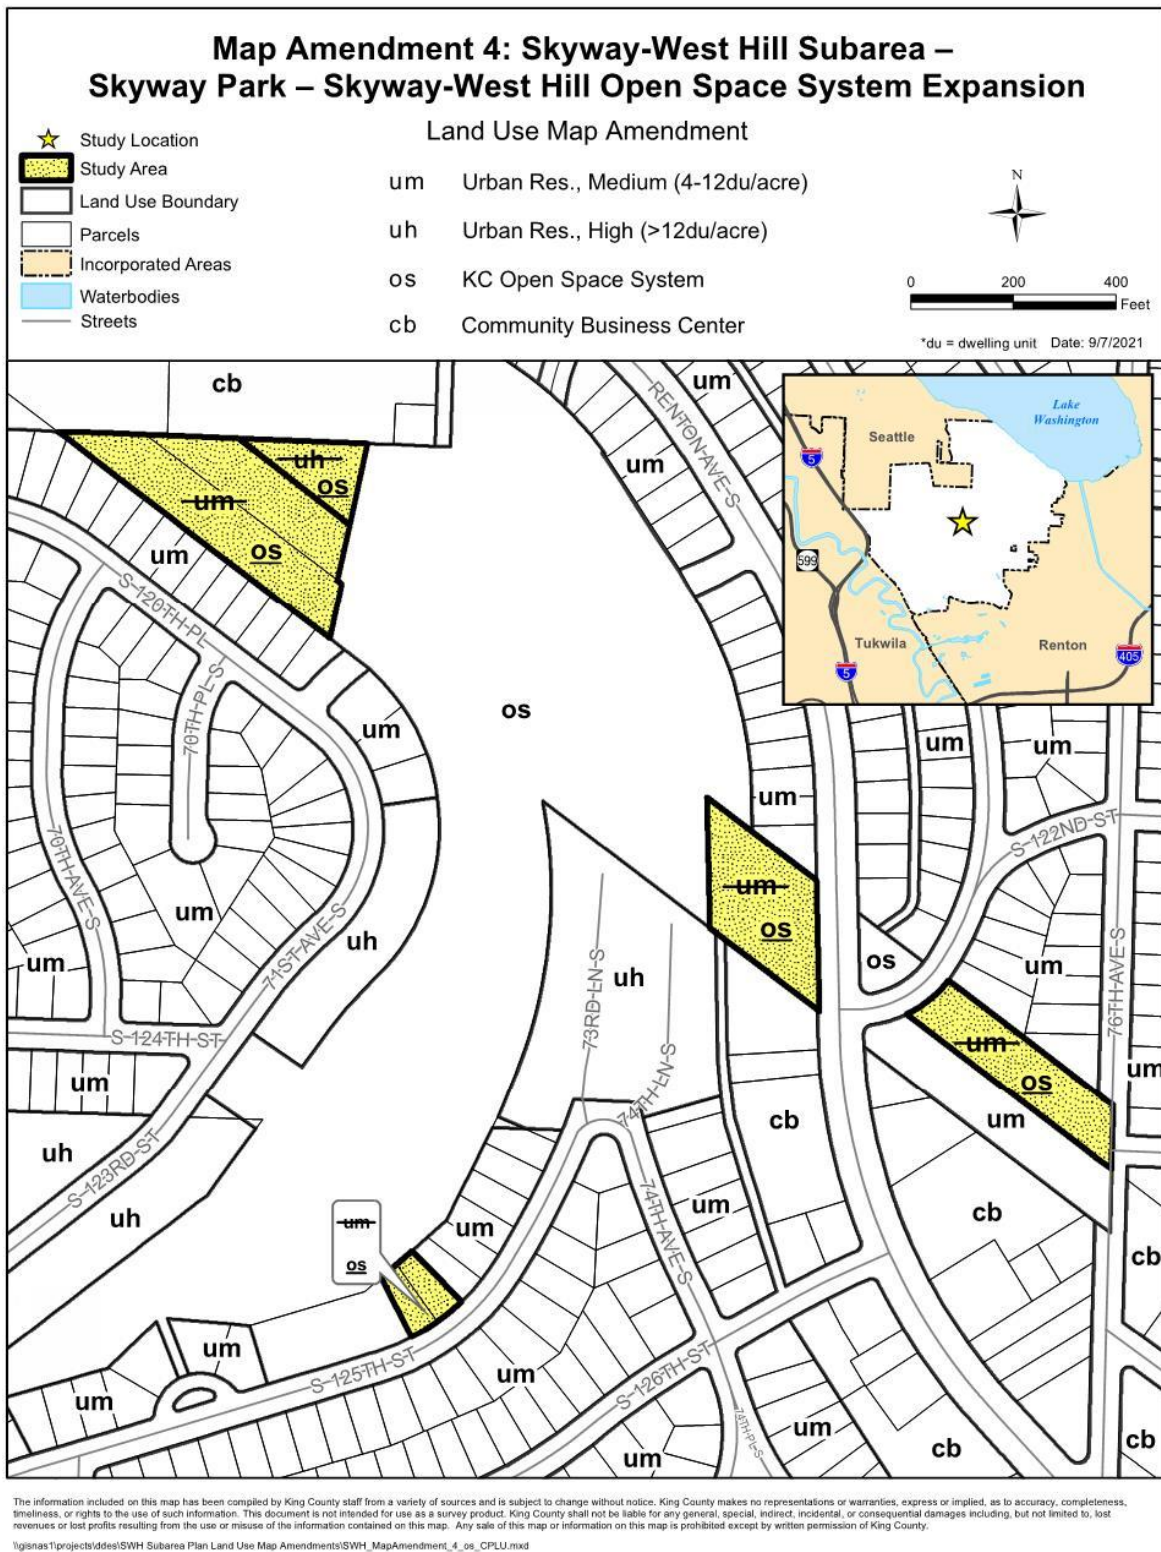 Map Amendment 4: Skyway-West Hill Subarea –
Skyway Park – Skyway-West Hill Open Space System Expansion
Land Use Map Amendment
Study Location
Study Area
Land Use Boundary
Parcels
Incorporated Areas
Waterbodies
Streets
um Urban Res., Medium (4-12du/acre)
uh Urban Res., High (>12du/acre)
os KC Open Space System
cb Community Business Center
N
0 200 400
Feet
*du = dwelling unit Date: 9/7/2021
cb
um
RENTON-AVE-S
um
uh
os
um
os
um
S-120TH-PL
70TH-PL-S
um
os
Lake
Washington
Seattle
5
599
Tukwila
5
Renton
405
um
um
um
S-122ND-ST
70TH-AVE-S
um
um
um
os
um
71ST-AVE-S
uh
uh
73RD-LN-S
74TH-LN-S
os
um
76TH-AVE-S
S-124TH-ST
um
um
os
um
um
cb
uh
S-123RD-ST
uh
um
os
um
74TH-AVE-S
um
cb
cb
um
um
S-125TH-ST
um
S-126TH-ST
74TH-PL-S
um
um
cb
cb
The information included on this map has been compiled by King County staff from a variety of sources and is subject to change without notice. King County makes no representations or warranties, express or implied, as to accuracy, completeness,
timeliness, or rights to the use of such information. This document is not intended for use as a survey product. King County shall not be liable for any general, special, indirect, incidental, or consequential damages including, but not limited to, lost
revenues or lost profits resulting from the use or misuse of the information contained on this map. Any sale of this map or information on this map is prohibited except by written permission of King County.
\\gisnas1\projects\ddes\SWH Subarea Plan Land Use Map Amendments\SWH_MapAmendment_4_os_CPLU.mxd